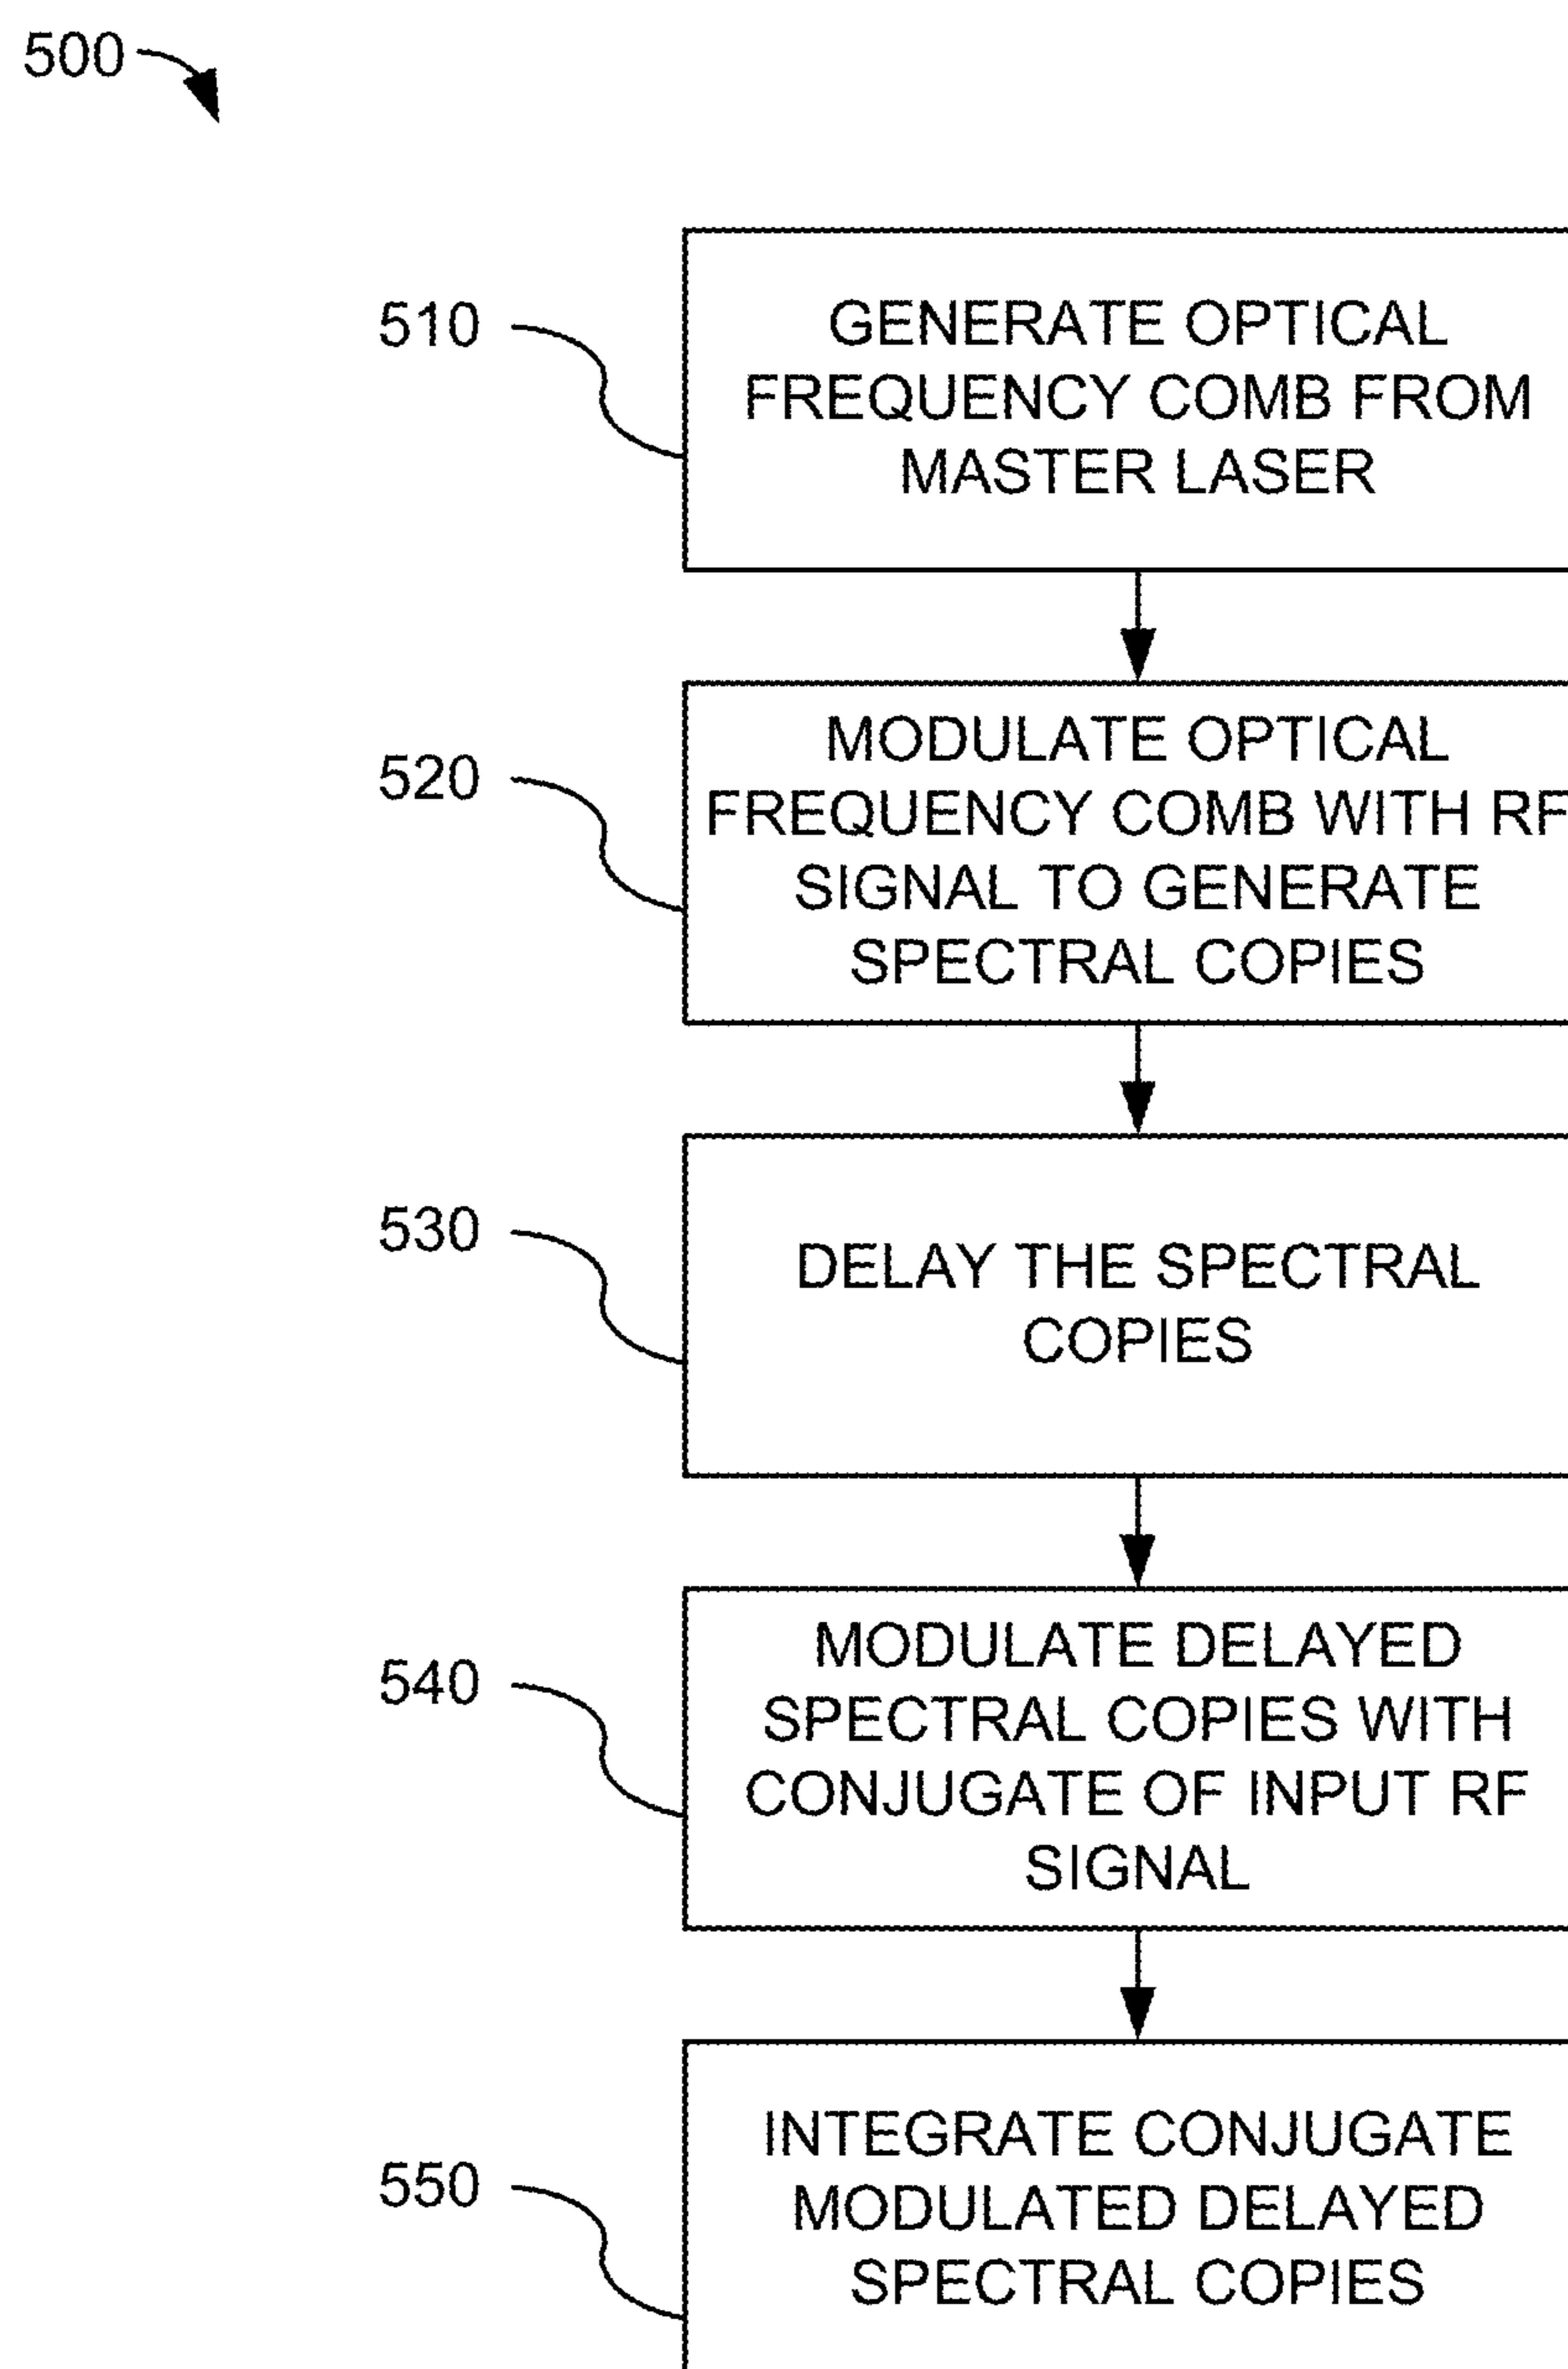 500
510
GENERATE OPTICAL
FREQUENCY COMB FROM
MASTER LASER
520
MODULATE OPTICAL
FREQUENCY COMB WITH RF
SIGNAL TO GENERATE
SPECTRAL COPIES
530
DELAY THE SPECTRAL
COPIES
540
MODULATE DELAYED
SPECTRAL COPIES WITH
CONJUGATE OF INPUT RF
SIGNAL
550
INTEGRATE CONJUGATE
MODULATED DELAYED
SPECTRAL COPIES